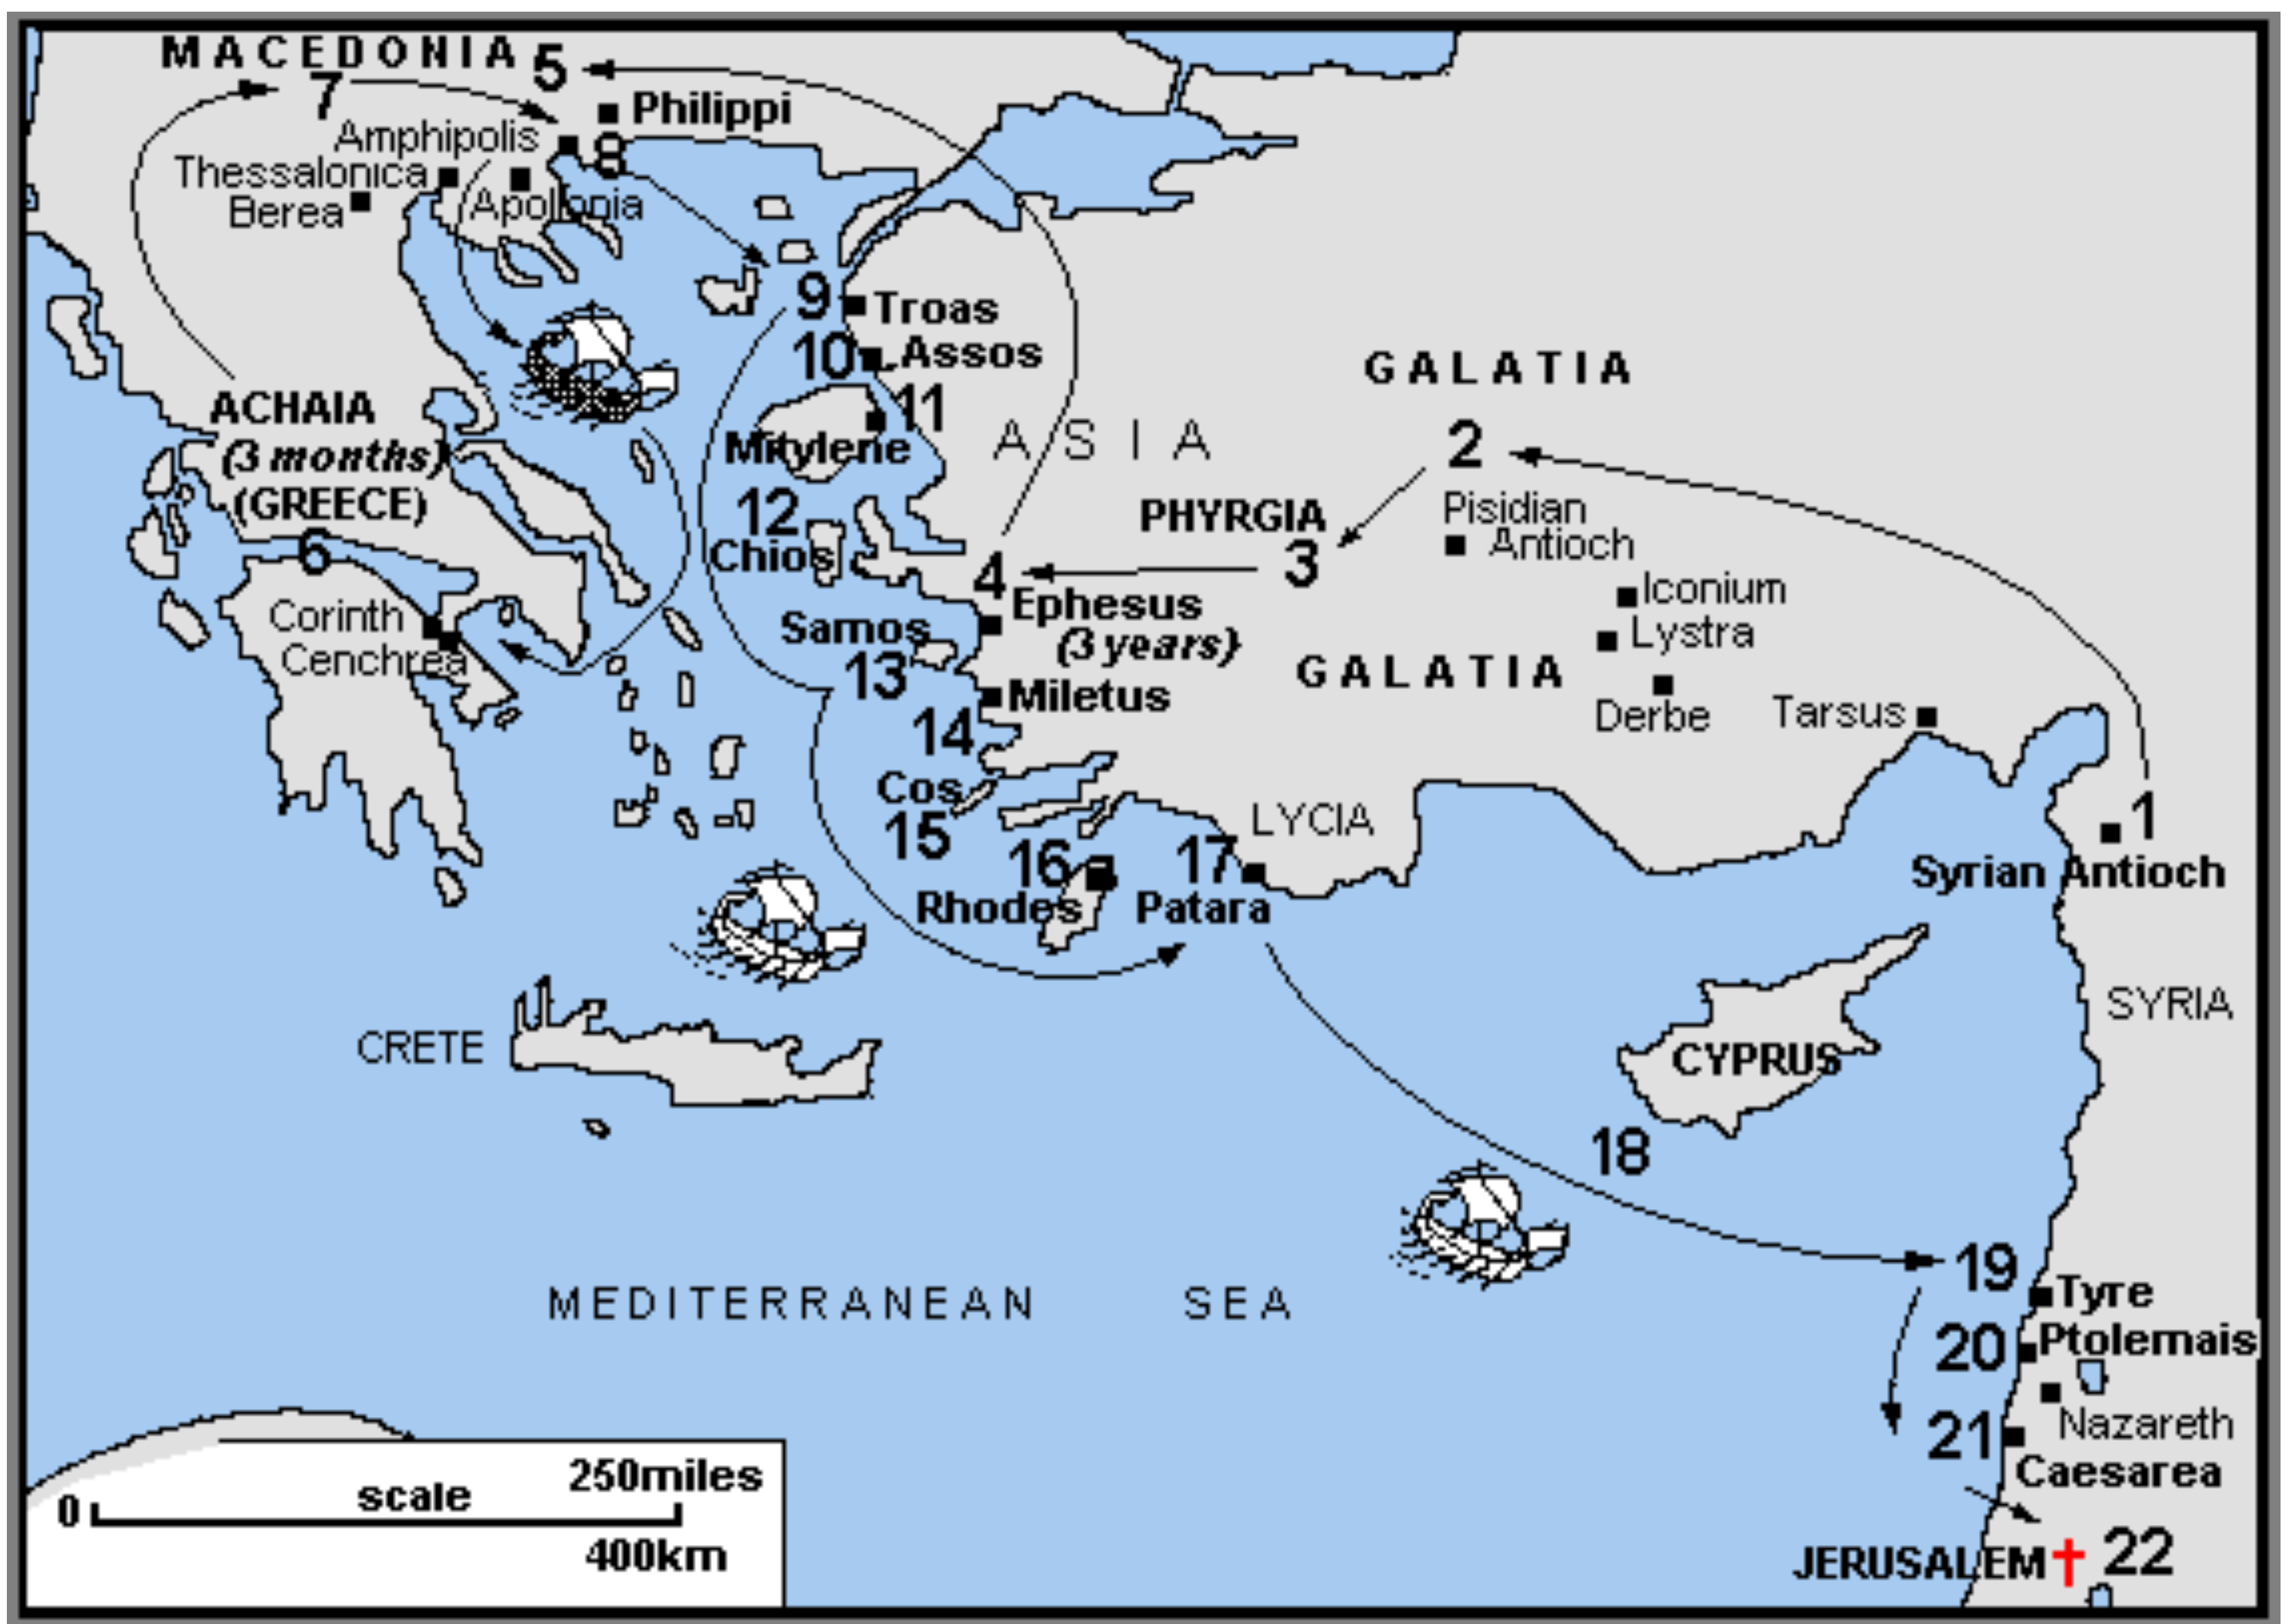 MACEDONIA 5
7
Philippi
Amphipolis
8
Thessalonica
Apollonia
Berea
9
Troas
10
Assos
GALATIA
11
ACHAIA
ASIA
2
Mitylene
(3 months)
(GREECE)
12
PHYRGIA
Pisidian
Antioch
6
Chios
4
3
Iconium
Corinth
Ephesus
Samos
(3 years)
Lystra
Cenchrea
13
GALATIA
Miletus
Derbe
Tarsus
14
Cos
15
LYCIA
1
16
17
Syrian Antioch
Rhodes
Patara
SYRIA
CRETE
CYPRUS
18
19
MEDITERRANEAN SEA
Tyre
20
Ptolemais
Nazareth
21
Caesarea
250miles
scale
0
400km
JERUSALEM 22